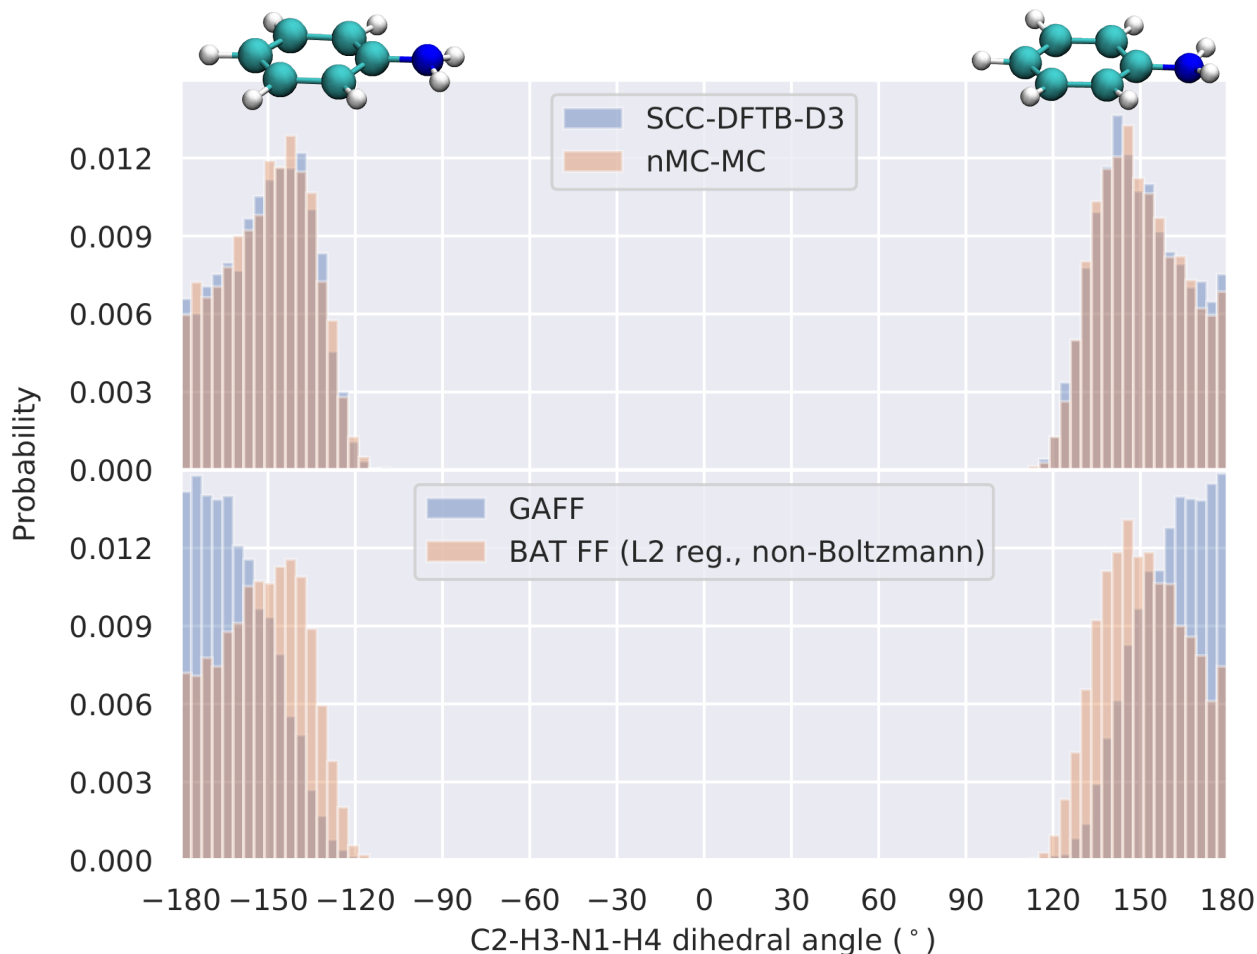 SCC-DFTB-D3
nMC-MC
0.012
0.009
0.006
0.003
0.000
Probability
GAFF
BAT FF (L2 reg., non-Boltzmann)
0.012
0.009
0.006
0.003
0.000
−180 −150 −120 −90 −60 −30 0 30 60 90 120 150 180
C2-H3-N1-H4 dihedral angle (°)